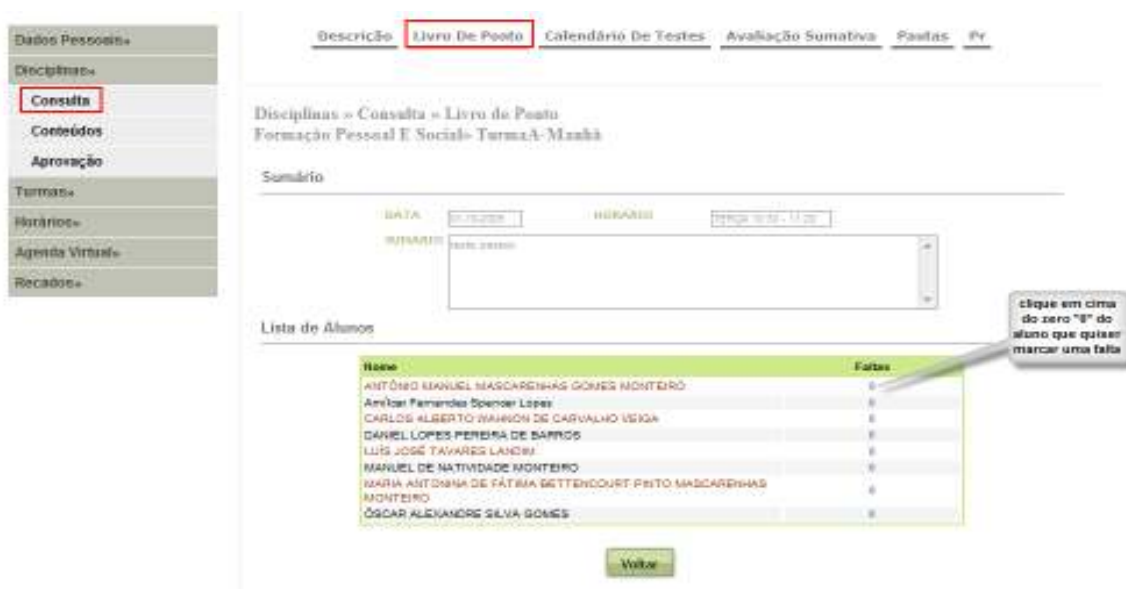 Dados Pessoais»
Disciplinas»
Consulta
Conteúdos
Aprovação
Turmas»
Horários»
Agenda Virtual»
Recados»
Descrição Livro De Ponto Calendário De Testes Avaliação Sumativa Pautas Pr
Disciplinas » Consulta » Livro de Ponto
Formação Pessoal E Social» TurmaA-Manhã
Sumário
DATA HORÁRIO
SUMÁRIO
clique em cima
do zero "0" do
aluno que quiser
marcar uma falta
Lista de Alunos
Nome Faltas
ANTÓNIO MANUEL MASCARENHAS GOMES MONTEIRO 0
Amílcar Fernandes Spencer Lopes 0
CARLOS ALBERTO WAHNON DE CARVALHO VEIGA 0
DANIEL LOPES PEREIRA DE BARROS 0
LUÍS JOSÉ TAVARES LANDIM 0
MANUEL DE NATIVIDADE MONTEIRO 0
MARIA ANTONINA DE FÁTIMA BETTENCOURT PINTO MASCARENHAS
MONTEIRO 0
ÓSCAR ALEXANDRE SILVA GOMES 0
Voltar